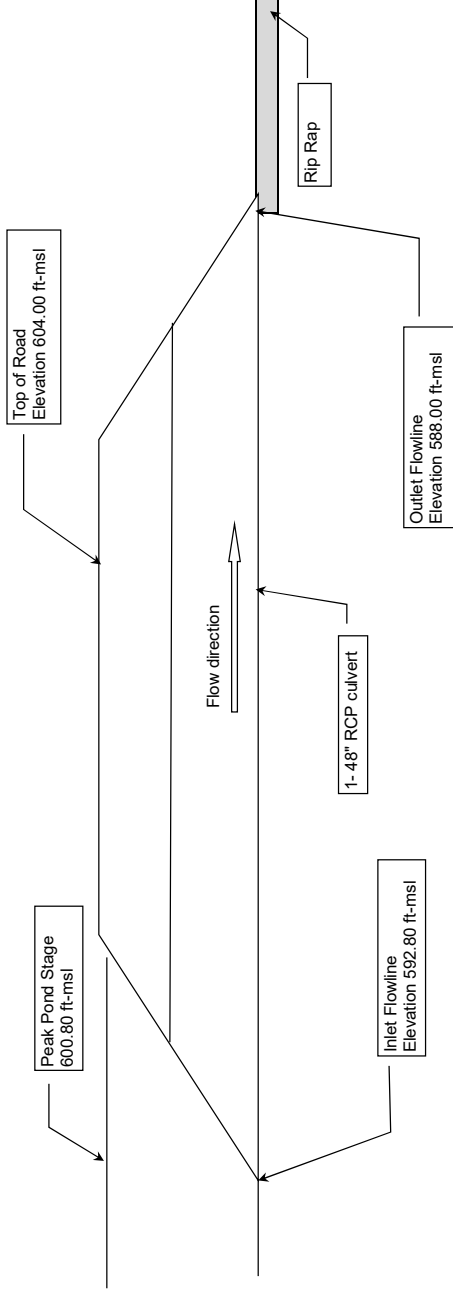 Peak Pond Stage
600.80 ft-msl
Top of Road
Elevation 604.00 ft-msl
Flow direction
Rip Rap
Inlet Flowline
Elevation 592.80 ft-msl
1- 48" RCP culvert
Outlet Flowline
Elevation 588.00 ft-msl